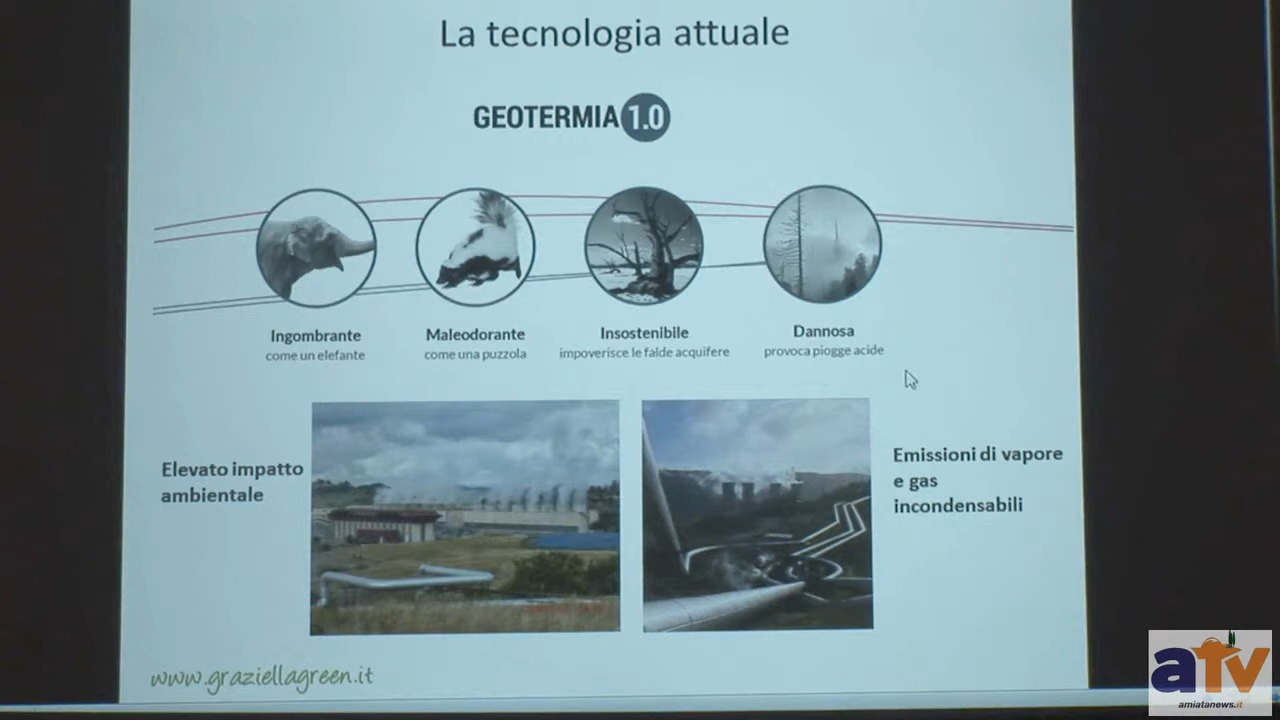 La tecnologia attuale
GEOTERMIA 1.0
Ingombrante
come un elefante
Maleodorante
come una puzzola
Insostenibile
impoverisce le falde acquifere
Dannosa
provoca piogge acide
Elevato impatto
ambientale
Emissioni di vapore
e gas
incondensabili
www.graziellagreen.it
aTv
amiatanews.it